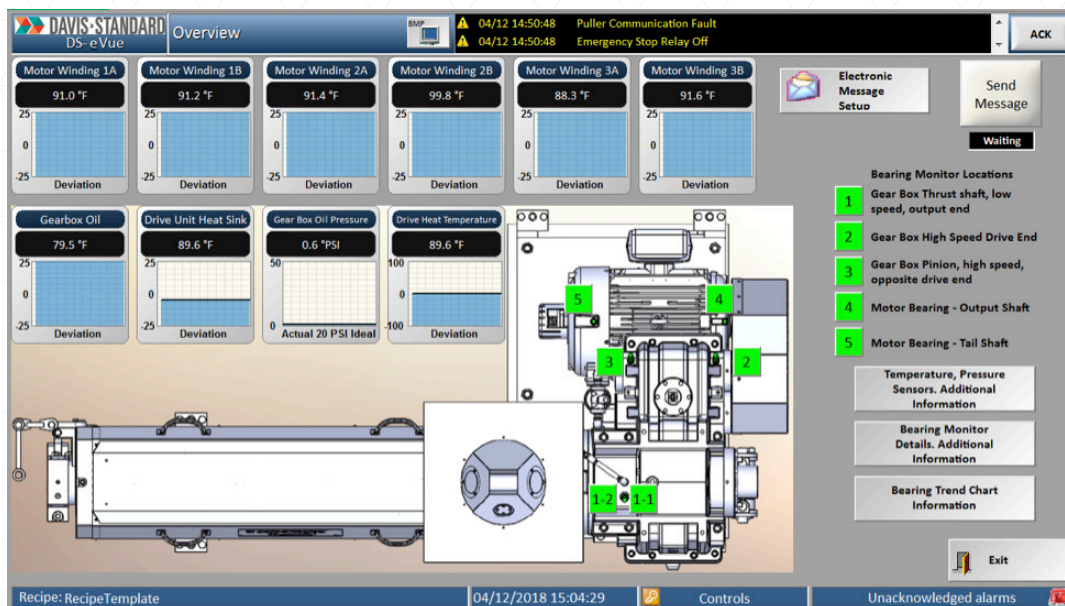 DAVIS-STANDARD
DS-eVue
Overview
BMP
04/12 14:50:48 Puller Communication Fault
04/12 14:50:48 Emergency Stop Relay Off
ACK
Motor Winding 1A
91.0 °F
25
0
-25
Deviation
Motor Winding 1B
91.2 °F
25
0
-25
Deviation
Motor Winding 2A
91.4 °F
25
0
-25
Deviation
Motor Winding 2B
99.8 °F
25
0
-25
Deviation
Motor Winding 3A
88.3 °F
25
0
-25
Deviation
Motor Winding 3B
91.6 °F
25
0
-25
Deviation
Electronic
Message
Setup
Send
Message
Waiting
Gearbox Oil
79.5 °F
25
0
-25
Deviation
Drive Unit Heat Sink
89.6 °F
25
0
-25
Deviation
Gear Box Oil Pressure
0.6 °PSI
50
0
Actual 20 PSI Ideal
Drive Heat Temperature
89.6 °F
100
0
-100
Deviation
5
4
3
2
1-2
1-1
Bearing Monitor Locations
1 Gear Box Thrust shaft, low
speed, output end
2 Gear Box High Speed Drive End
3 Gear Box Pinion, high speed,
opposite drive end
4 Motor Bearing - Output Shaft
5 Motor Bearing - Tail Shaft
Temperature, Pressure
Sensors. Additional
Information
Bearing Monitor
Details. Additional
Information
Bearing Trend Chart
Information
Exit
Recipe: RecipeTemplate
04/12/2018 15:04:29
Controls
Unacknowledged alarms